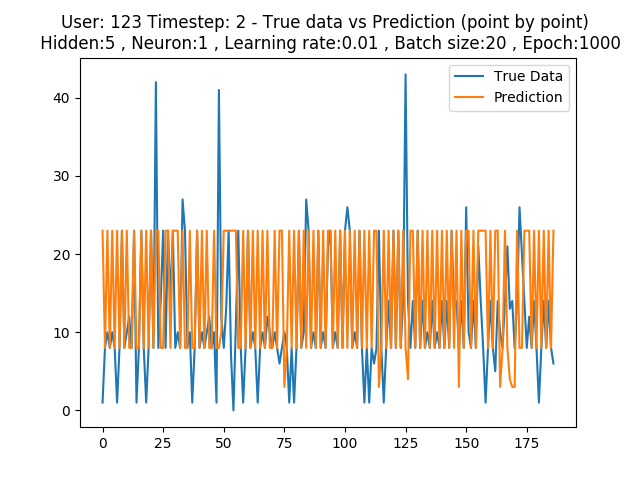 User: 123 Timestep: 2 - True data vs Prediction (point by point)
Hidden:5 , Neuron:1 , Learning rate:0.01 , Batch size:20 , Epoch:1000
True Data
Prediction
40
30
20
10
0
0 25 50 75 100 125 150 175